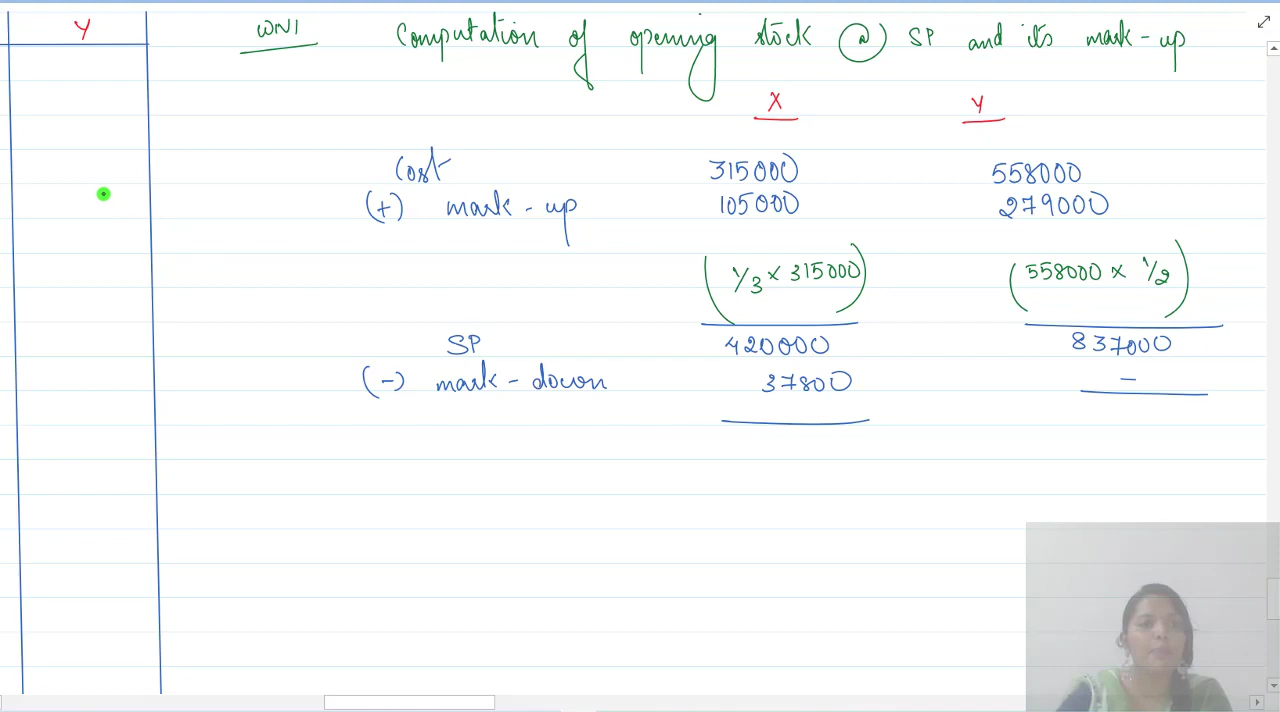 Y
WN1 Computation of opening stock @ SP and its mark-up
X Y
Cost 315000 558000
(+) mark-up 105000 279000
(1/3 × 315000) (558000 × 1/2)
SP 420000 837000
(-) mark-down 37800 -